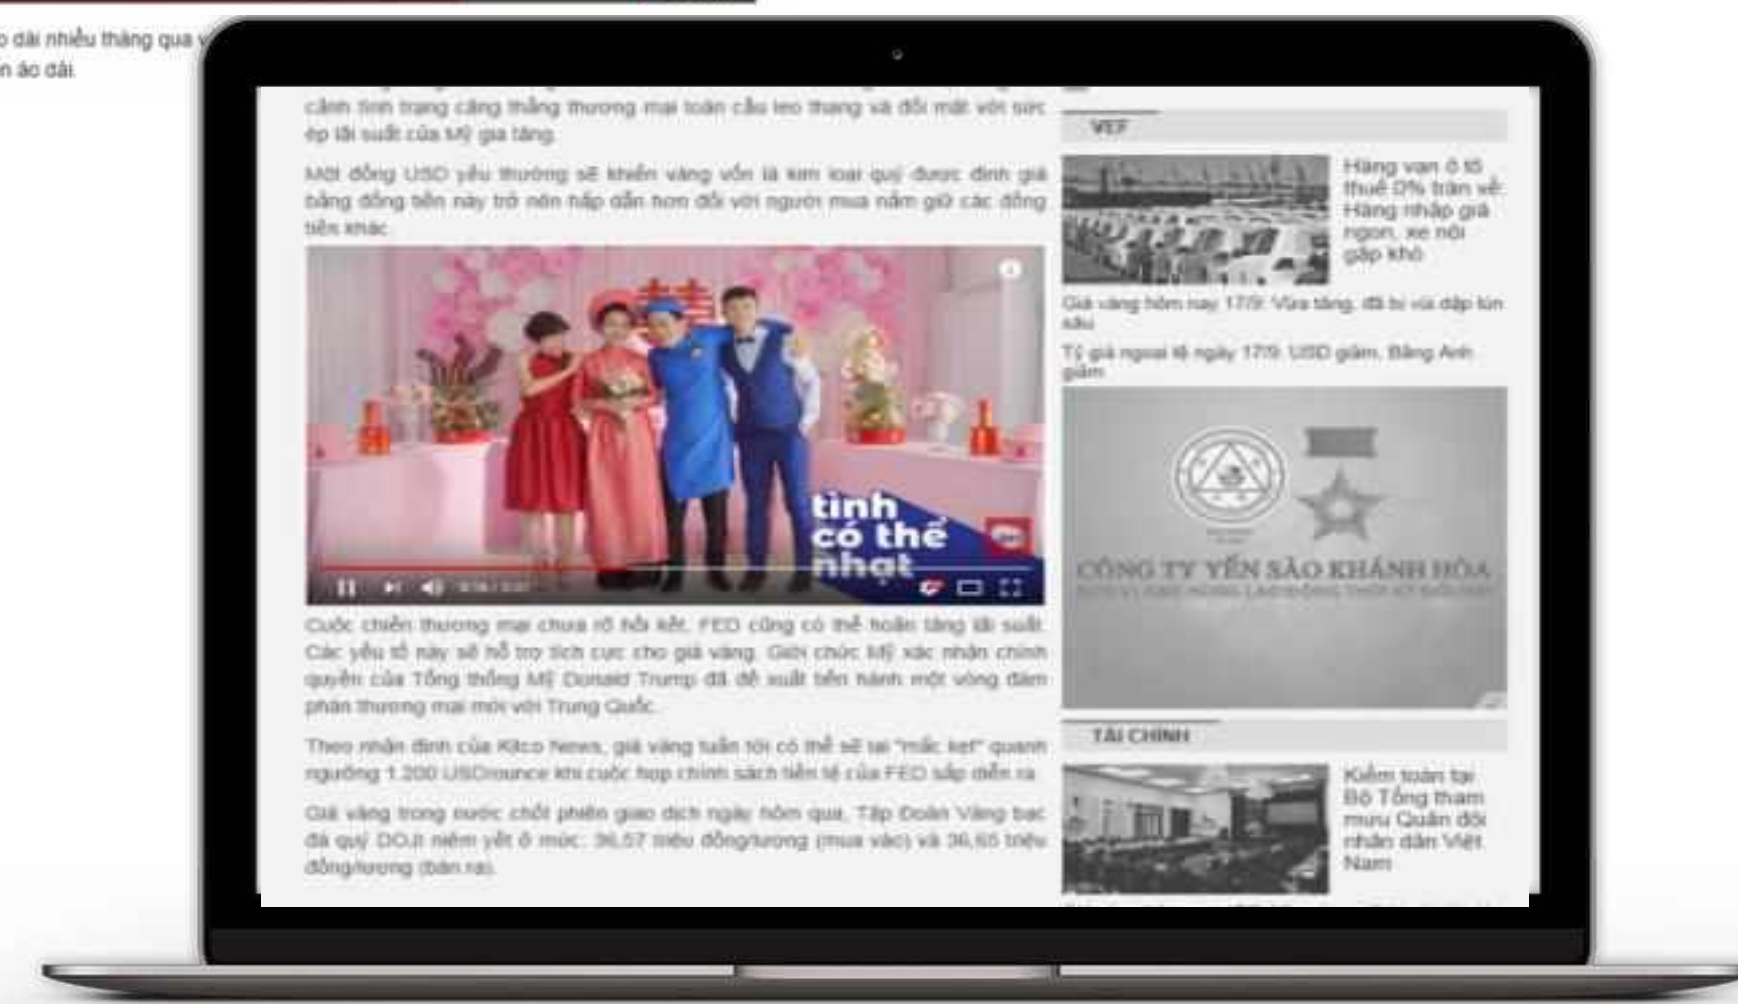 dài nhiều tháng qua
áo dài.
cảnh tình trạng căng thẳng thương mại toàn cầu leo thang và đối mặt với sức
ép lãi suất của Mỹ gia tăng.
Một đồng USD yếu thường sẽ khiến vàng vốn là kim loại quý được định giá
bằng đồng tiền này trở nên hấp dẫn hơn đối với người mua nắm giữ các đồng
tiền khác.
tình
có thể
nhạt
Cuộc chiến thương mại chưa rõ hồi kết, FED cũng có thể hoãn tăng lãi suất.
Các yếu tố này sẽ hỗ trợ tích cực cho giá vàng. Giới chức Mỹ xác nhận chính
quyền của Tổng thống Mỹ Donald Trump đã đề xuất tiến hành một vòng đàm
phán thương mại mới với Trung Quốc.
Theo nhận định của Kitco News, giá vàng tuần tới có thể sẽ lại "mắc kẹt" quanh
ngưỡng 1.200 USD/ounce khi cuộc họp chính sách tiền tệ của FED sắp diễn ra.
Giá vàng trong nước chốt phiên giao dịch ngày hôm qua, Tập Đoàn Vàng bạc
đá quý DOJI niêm yết ở mức: 36,57 triệu đồng/lượng (mua vào) và 36,65 triệu
đồng/lượng (bán ra).
VEF
Hàng vạn ô tô
thuế 0% tràn về:
Hàng nhập giá
ngon, xe nội
gặp khó
Giá vàng hôm nay 17/9: Vừa tăng, đã bị vùi dập lún
sâu
Tỷ giá ngoại tệ ngày 17/9: USD giảm, Bảng Anh
giảm
CÔNG TY YẾN SÀO KHÁNH HÒA
TÀI CHÍNH
Kiểm toán tại
Bộ Tổng tham
mưu Quân đội
nhân dân Việt
Nam